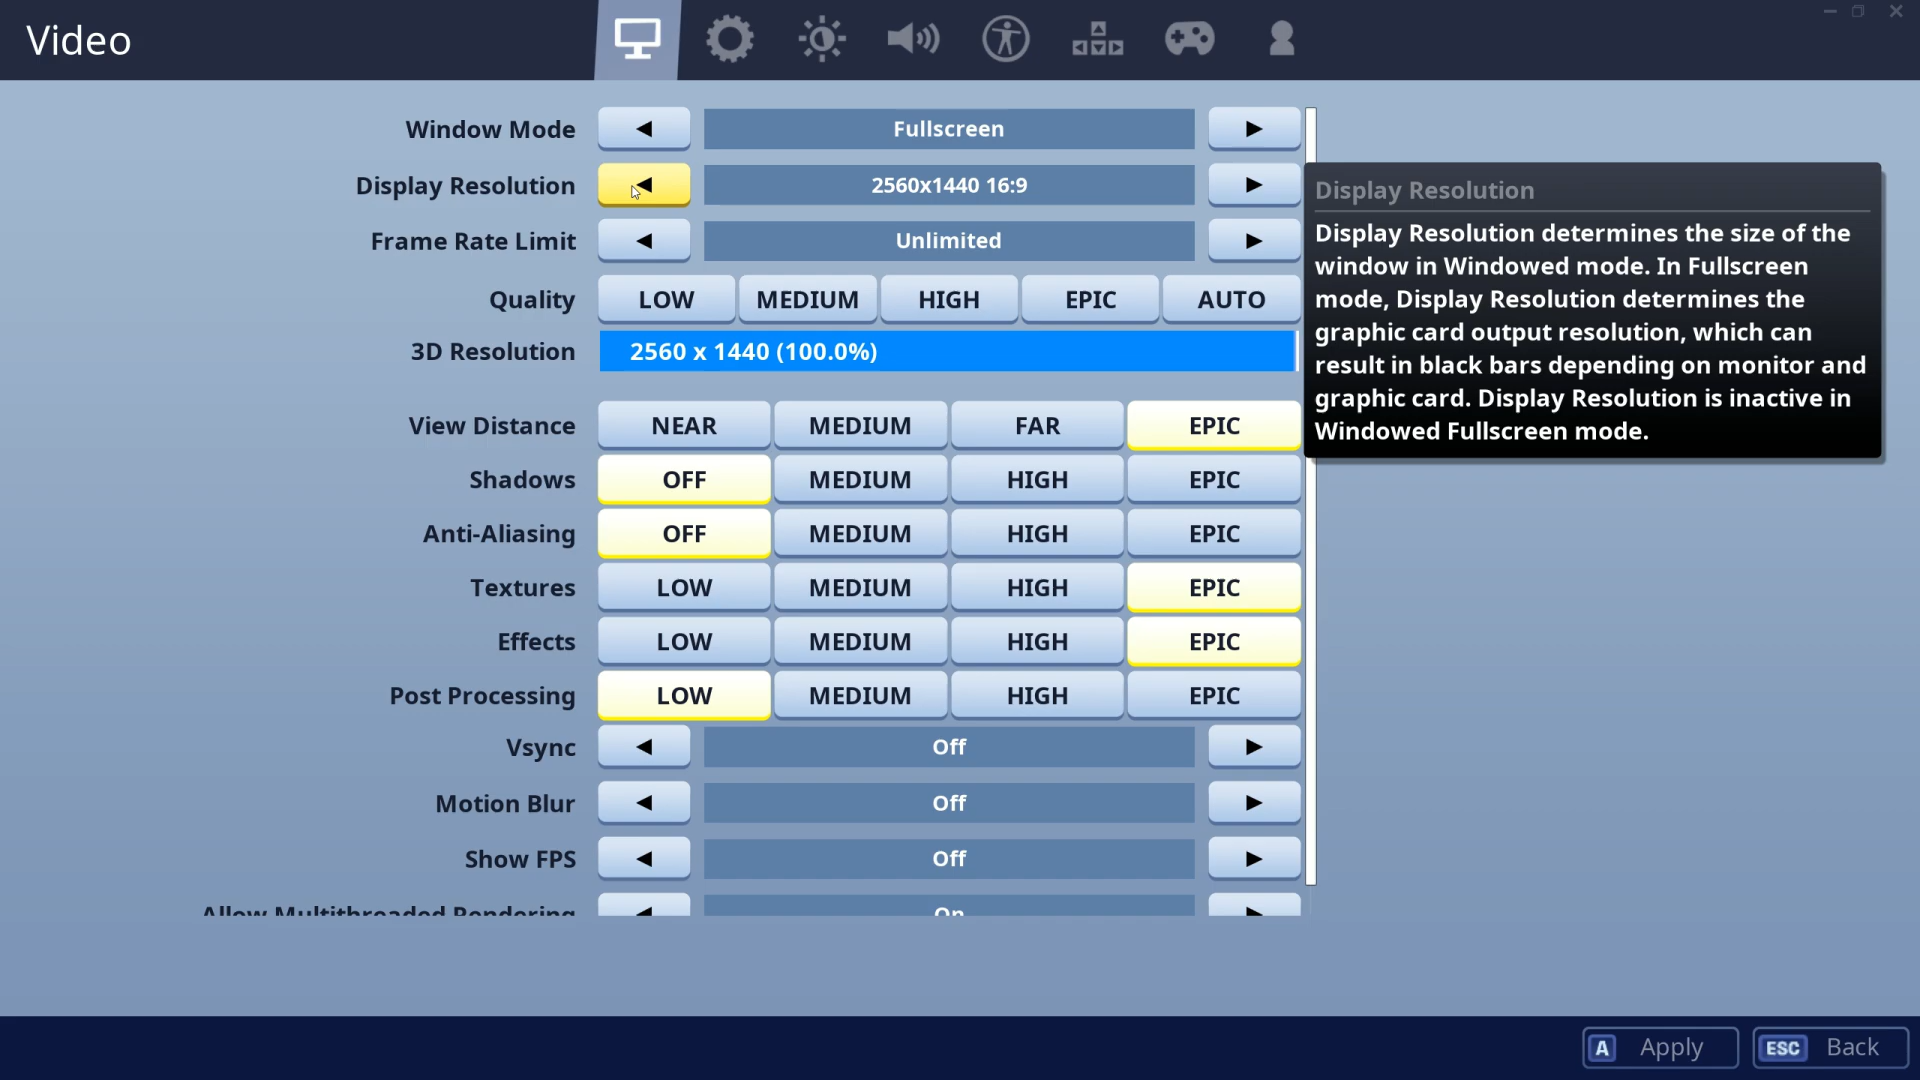 Video
Window Mode Fullscreen
Display Resolution 2560x1440 16:9
Frame Rate Limit Unlimited
Quality LOW MEDIUM HIGH EPIC AUTO
3D Resolution 2560 x 1440 (100.0%)
View Distance NEAR MEDIUM FAR EPIC
Shadows OFF MEDIUM HIGH EPIC
Anti-Aliasing OFF MEDIUM HIGH EPIC
Textures LOW MEDIUM HIGH EPIC
Effects LOW MEDIUM HIGH EPIC
Post Processing LOW MEDIUM HIGH EPIC
Vsync Off
Motion Blur Off
Show FPS Off
Allow Multithreaded Rendering On
Display Resolution
Display Resolution determines the size of the
window in Windowed mode. In Fullscreen
mode, Display Resolution determines the
graphic card output resolution, which can
result in black bars depending on monitor and
graphic card. Display Resolution is inactive in
Windowed Fullscreen mode.
A Apply ESC Back